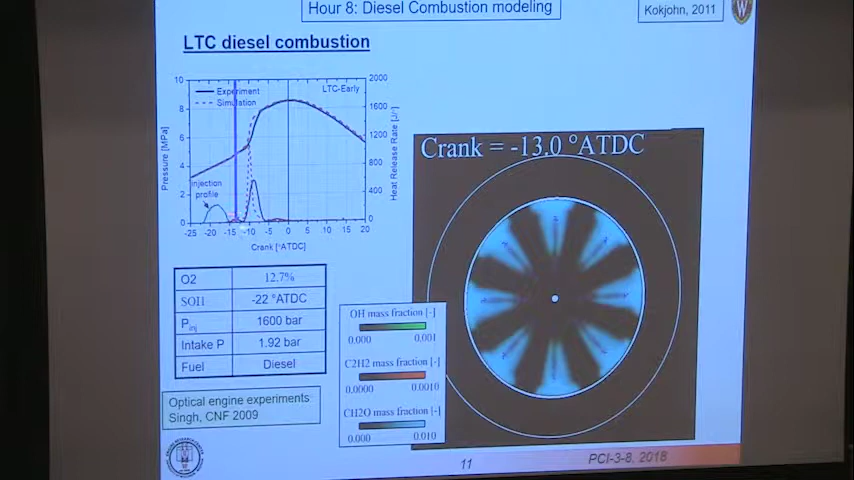 Hour 8: Diesel Combustion modeling
Kokjohn, 2011
LTC diesel combustion
10
8
6
4
2
0
Pressure [MPa]
Experiment
Simulation
LTC-Early
Injection
profile
2000
1600
1200
800
400
0
-25 -20 -15 -10 -5 0 5 10 15 20
Crank [°ATDC]
Crank = -13.0 °ATDC
O2 12.7%
SOI1 -22 °ATDC
Pinj 1600 bar
Intake P 1.92 bar
Fuel Diesel
OH mass fraction [-]
0.000 0.001
C2H2 mass fraction [-]
0.0000 0.0010
CH2O mass fraction [-]
0.000 0.010
Optical engine experiments
Singh, CNF 2009
11
PCI-3-8, 2018